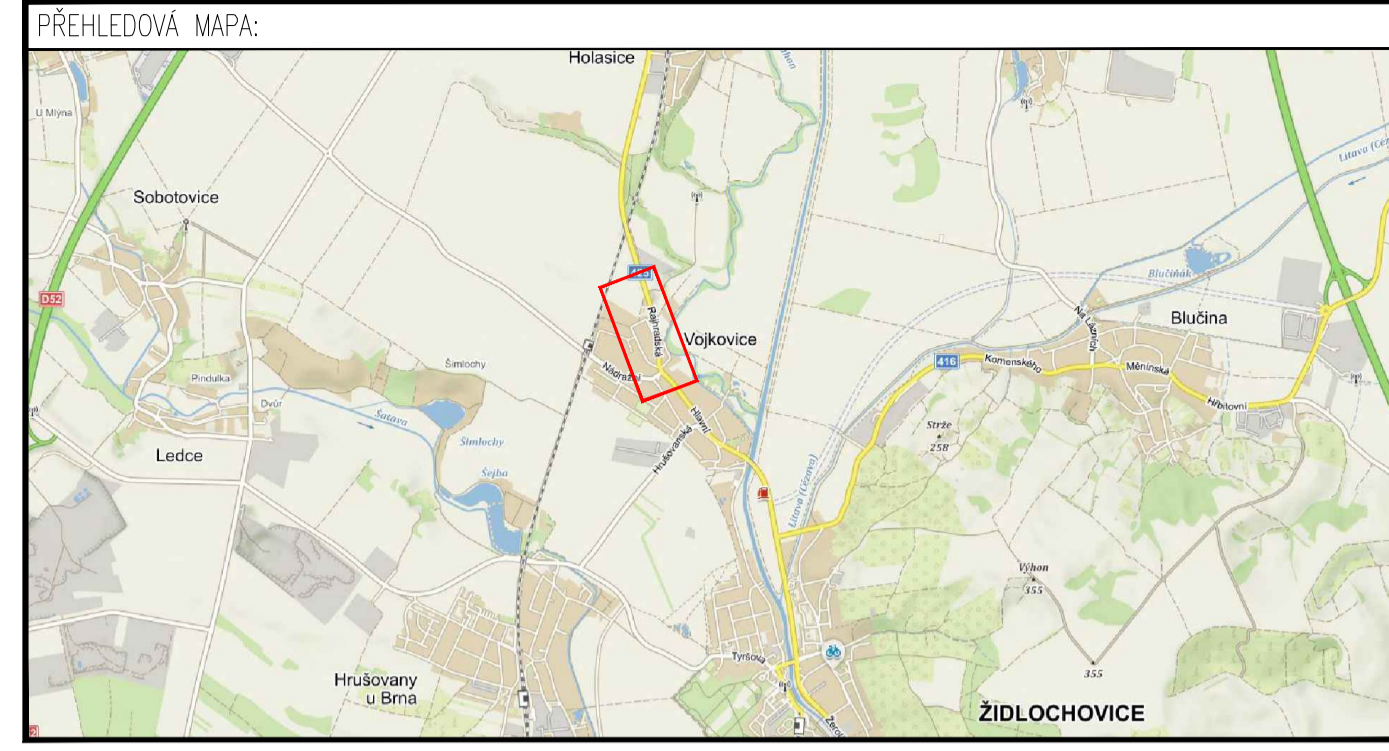 PŘEHLEDOVÁ MAPA:
Holasice
U Mlýna
Sobotovice
D52
Rajhradská
Vojkovice
Nádražní
Hlavní
Hrušovanská
Šimlochy
Pindulka
Dvůr
Šatava
Šimlochy
Šejba
Ledce
Blučiňák
Blučina
Na Lázních
416
Komenského
Měnínská
Hřbitovní
Strže
258
Litava (Cézava)
Výhon
355
355
Tyršova
Hrušovany
u Brna
ŽIDLOCHOVICE